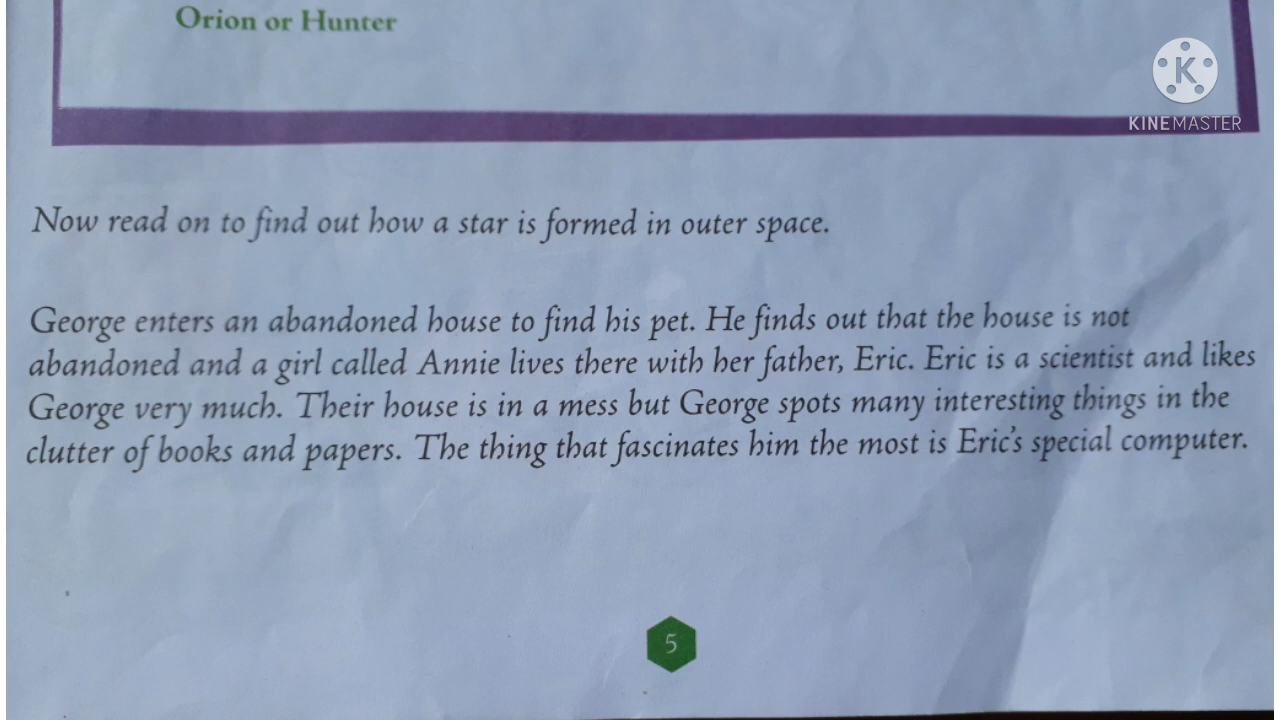 Orion or Hunter
K
KINEMASTER
Now read on to find out how a star is formed in outer space.
George enters an abandoned house to find his pet. He finds out that the house is not
abandoned and a girl called Annie lives there with her father, Eric. Eric is a scientist and likes
George very much. Their house is in a mess but George spots many interesting things in the
clutter of books and papers. The thing that fascinates him the most is Eric's special computer.
5